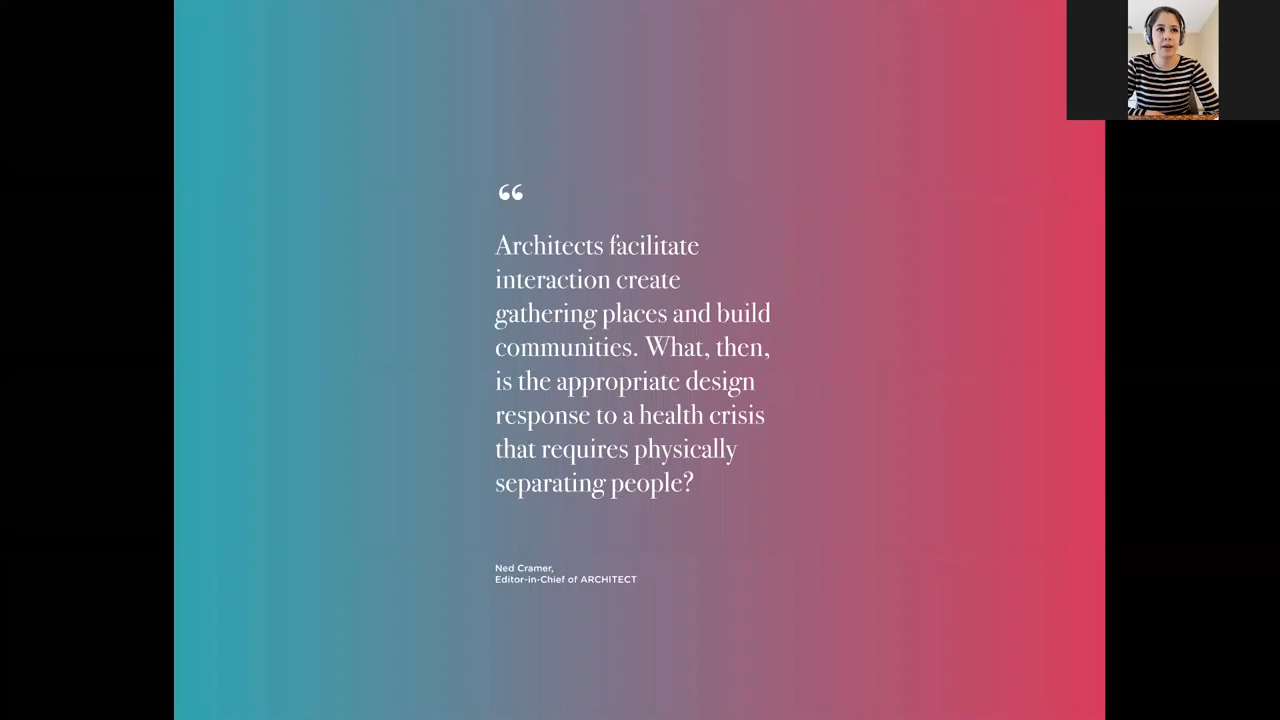 “
Architects facilitate
interaction create
gathering places and build
communities. What, then,
is the appropriate design
response to a health crisis
that requires physically
separating people?
Ned Cramer,
Editor-in-Chief of ARCHITECT